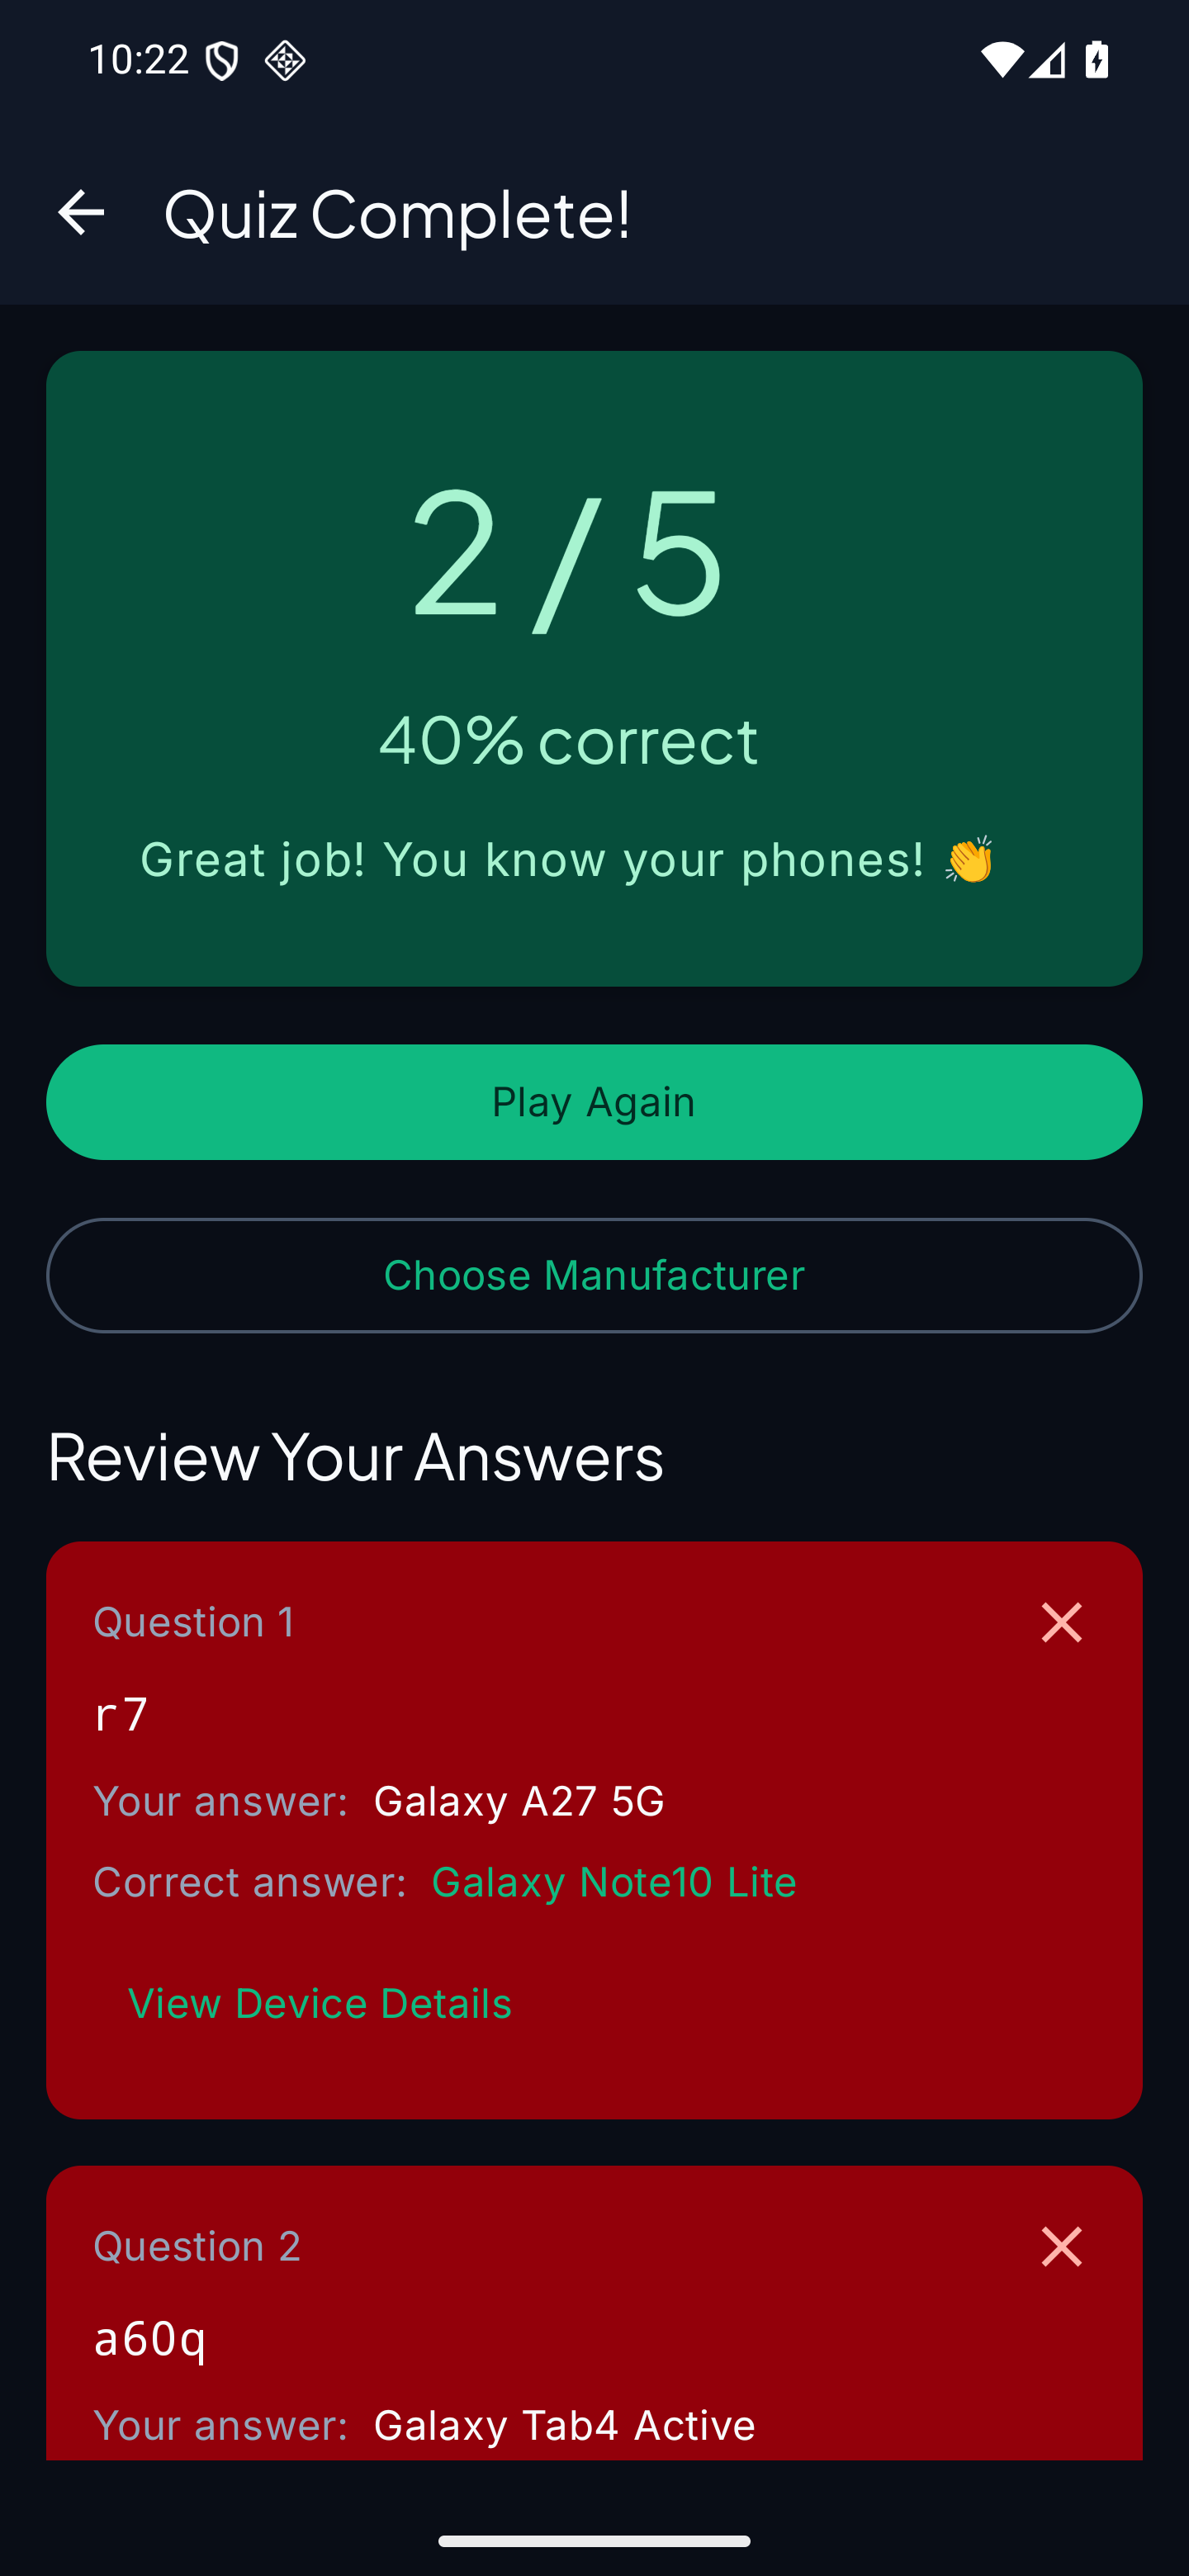 10:22
Quiz Complete!
2/5
40% correct
Great job! You know your phones! 👏
Play Again
Choose Manufacturer
Review Your Answers
Question 1
r7
Your answer: Galaxy A27 5G
Correct answer: Galaxy Note10 Lite
View Device Details
Question 2
a60q
Your answer: Galaxy Tab4 Active